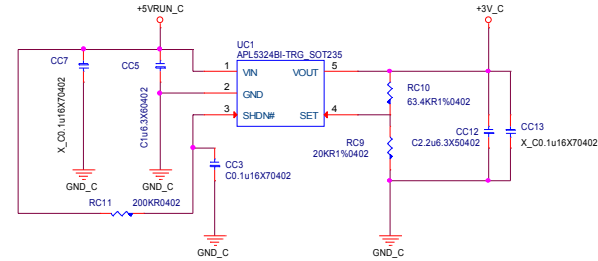 +5VRUN_C
+3V_C
UC1
APL5324BI-TRG_SOT235
CC7
X_C0.1u16X70402
CC5
C1u6.3X60402
1
VIN
VOUT
5
2
GND
3
SHDN#
SET
4
RC10
63.4KR1%0402
RC9
20KR1%0402
CC12
C2.2u6.3X50402
CC13
X_C0.1u16X70402
CC3
C0.1u16X70402
GND_C
GND_C
RC11
200KR0402
GND_C
GND_C